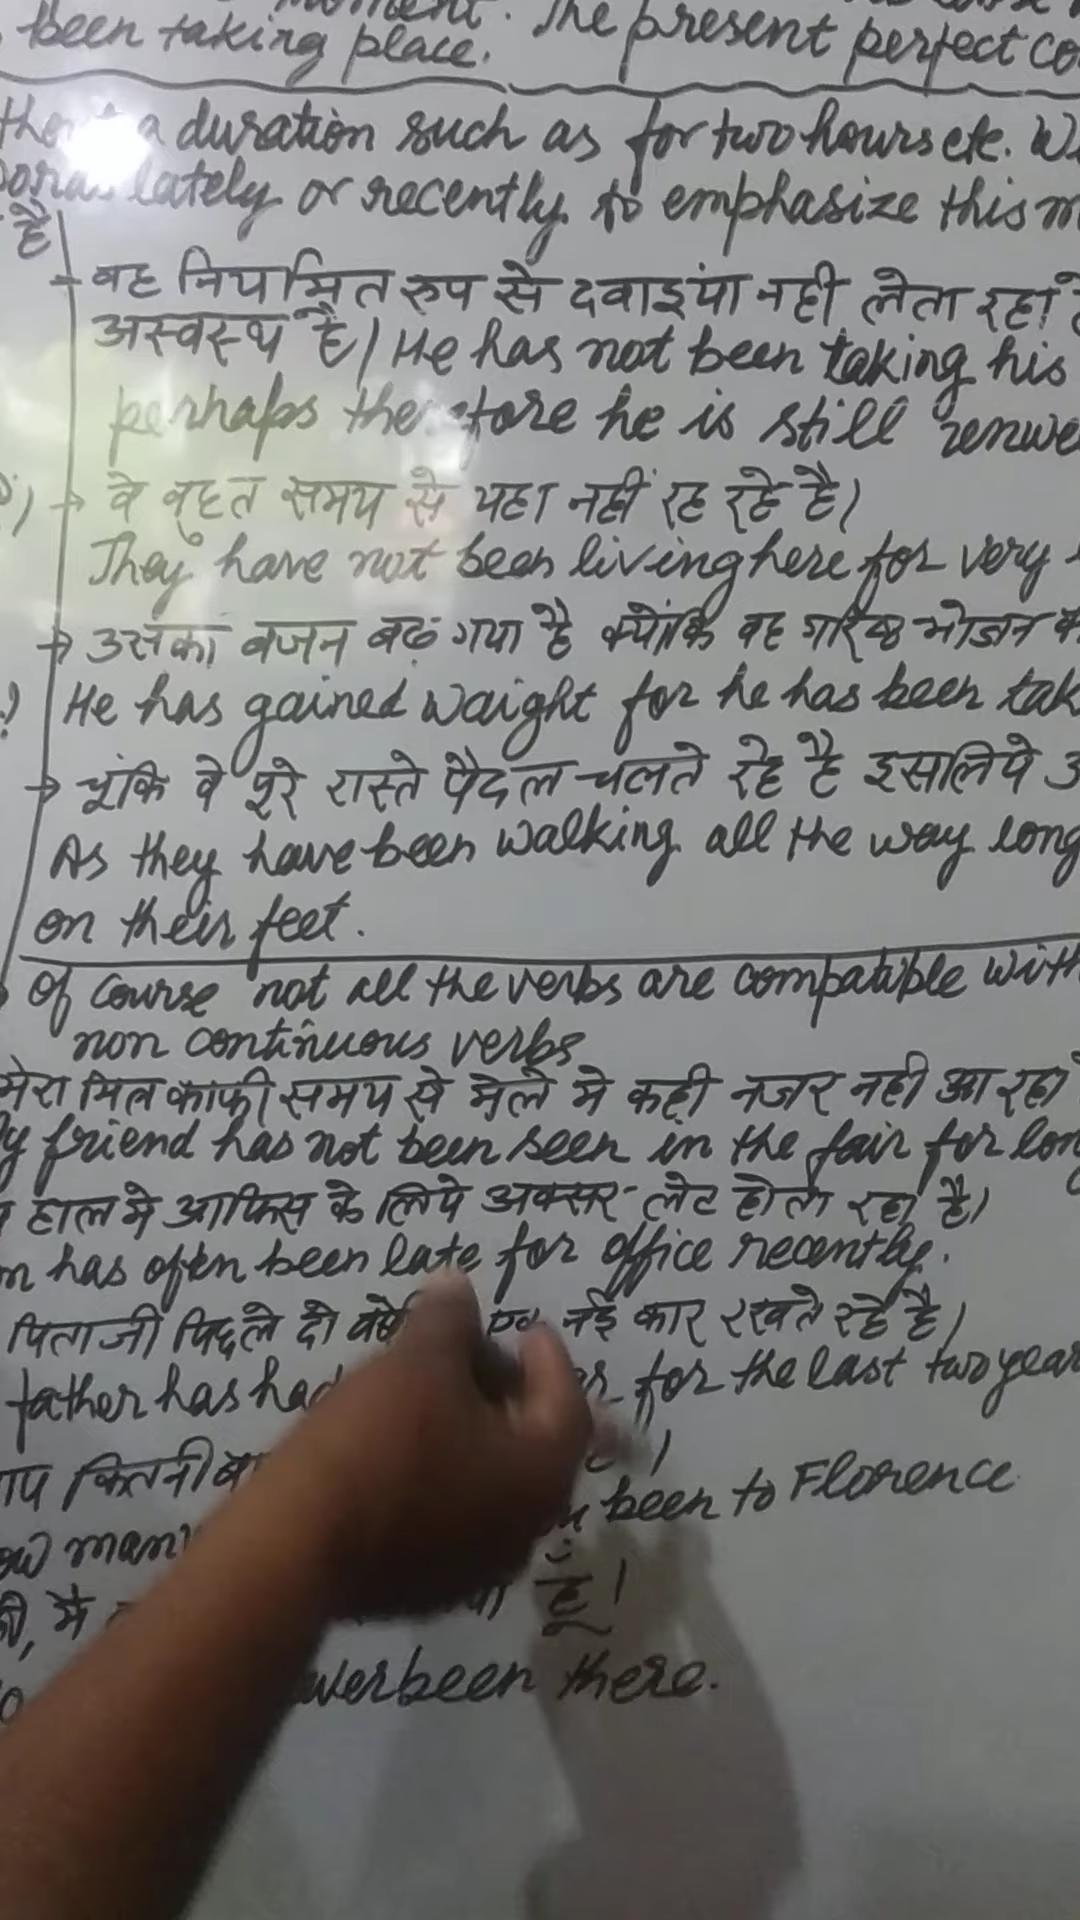 moment. The
been taking place. The present perfect co
a duration such as for two hours etc. W
lately or recently to emphasize this m
है
वह नियामित रुप से दवाइंया नही लेता रहा
अस्वस्थ है। He has not been taking his
perhaps therefore he is still
→ वे वुहत समय से यहा नहीं रह रहे है।
They have not been living here for very
→ उसका वजन बढ गया है क्योंकि वह गरिष्ठ भोजन
He has gained waight for he has been tak
→ चूंकि वे पूरे रास्ते पैदल चलते रहे है इसलिये
As they have been walking all the way long
on their feet.
Of course not all the verbs are compatible with
non continuous verbs
मेरा मित्र काफी समय से मेले मे कही नजर नही आ रहा
y friend has not been seen in the fair for long
हाल मे आफिस के लिये अक्सर लेट होता रहा है।
has often been late for office recently.
पिताजी पिछले दो नई कार रखते रहे है।
father has had for the last two year
कितनी
been to Florence
ow many
मै हूँ।
been there.